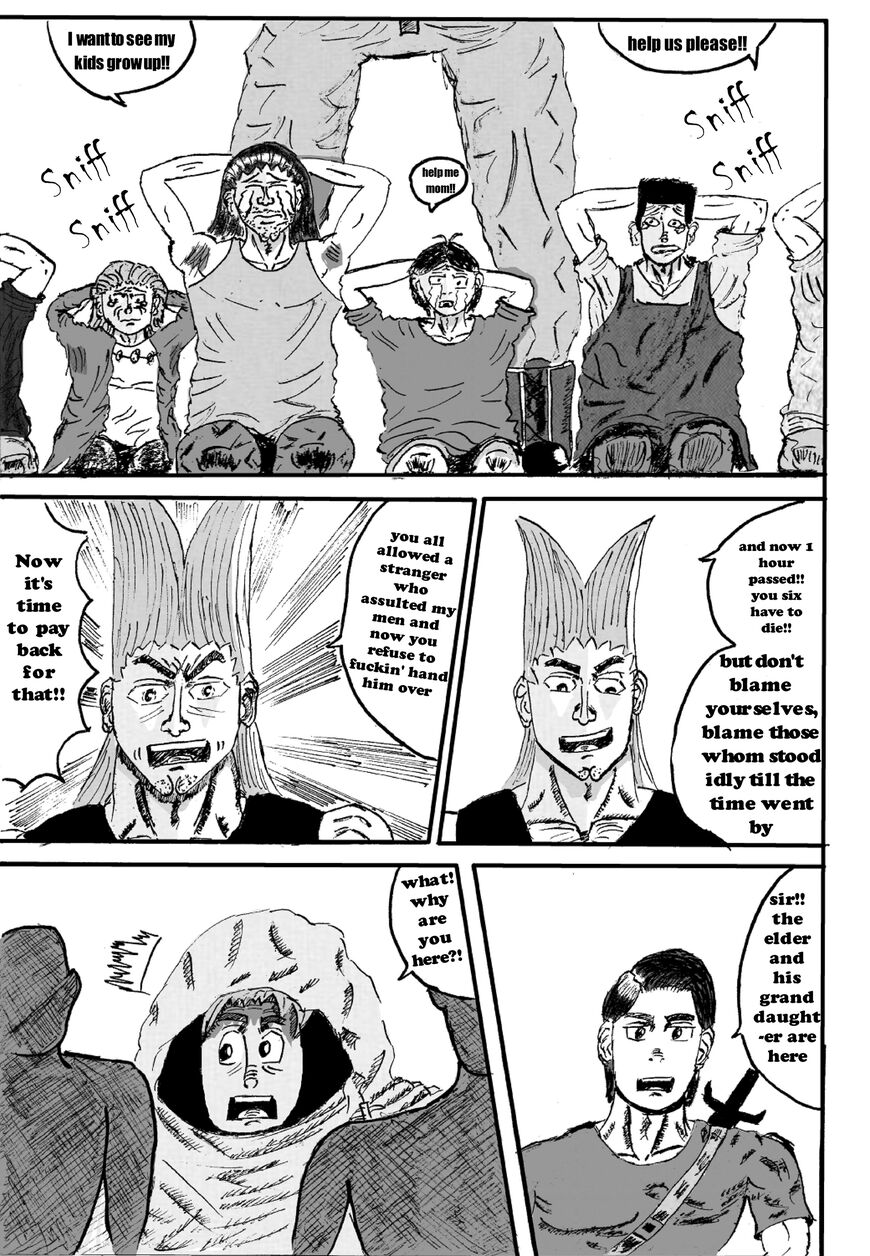 help us please!!
Sniff
Sniff
help me
mom!!
I want to see my
kids grow up!!
Sniff
Sniff
and now 1
hour
passed!!
you six
have to
die!!
but don't
blame
yourselves,
blame those
whom stood
idly till the
time went
by
you all
allowed a
stranger
who
assulted my
men and
now you
refuse to
fuckin' hand
him over
Now
it's
time
to pay
back
for
that!!
sir!!
the
elder
and
his
grand
daught
-er are
here
what!
why
are
you
here?!